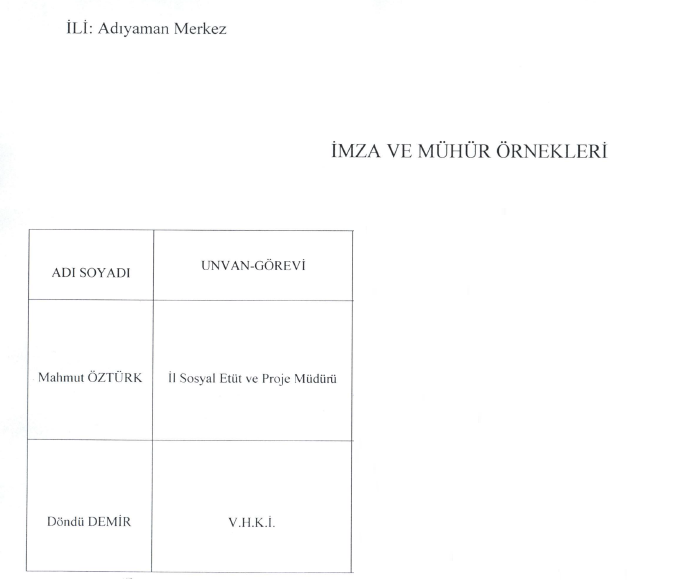 İLİ: Adıyaman Merkez
İMZA VE MÜHÜR ÖRNEKLERİ
ADI SOYADI
UNVAN-GÖREVİ
Mahmut ÖZTÜRK
İl Sosyal Etüt ve Proje Müdürü
Döndü DEMİR
V.H.K.İ.